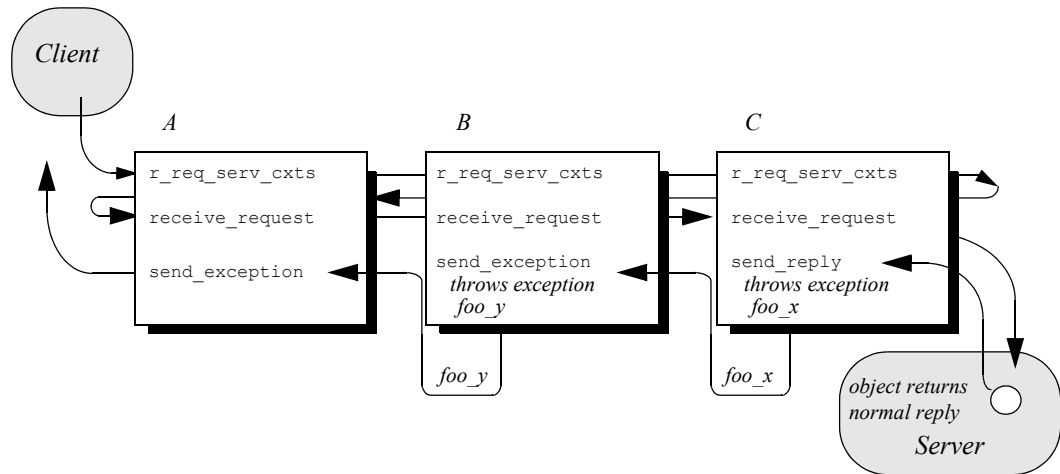 Client
A
B
C
r_req_serv_cxts
r_req_serv_cxts
r_req_serv_cxts
receive_request
receive_request
receive_request
send_exception
send_exception
throws exception
foo_y
send_reply
throws exception
foo_x
foo_y
foo_x
object returns
normal reply
Server